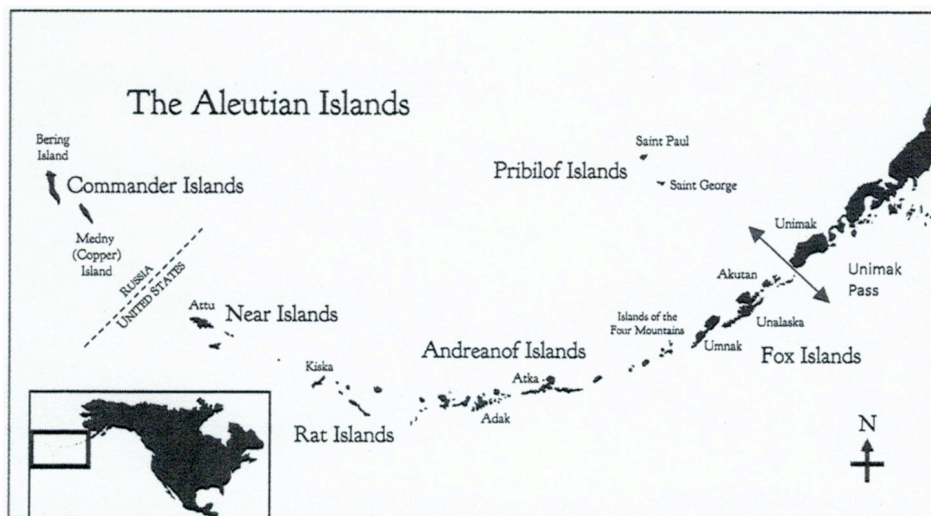 The Aleutian Islands
Bering
Island
Commander Islands
Medny
(Copper)
Island
RUSSIA
UNITED STATES
Attu
Near Islands
Kiska
Rat Islands
Andreanof Islands
Atka
Adak
Saint Paul
Pribilof Islands
Saint George
Islands of the
Four Mountains
Umnak
Unalaska
Akutan
Fox Islands
Unimak
Unimak
Pass
N